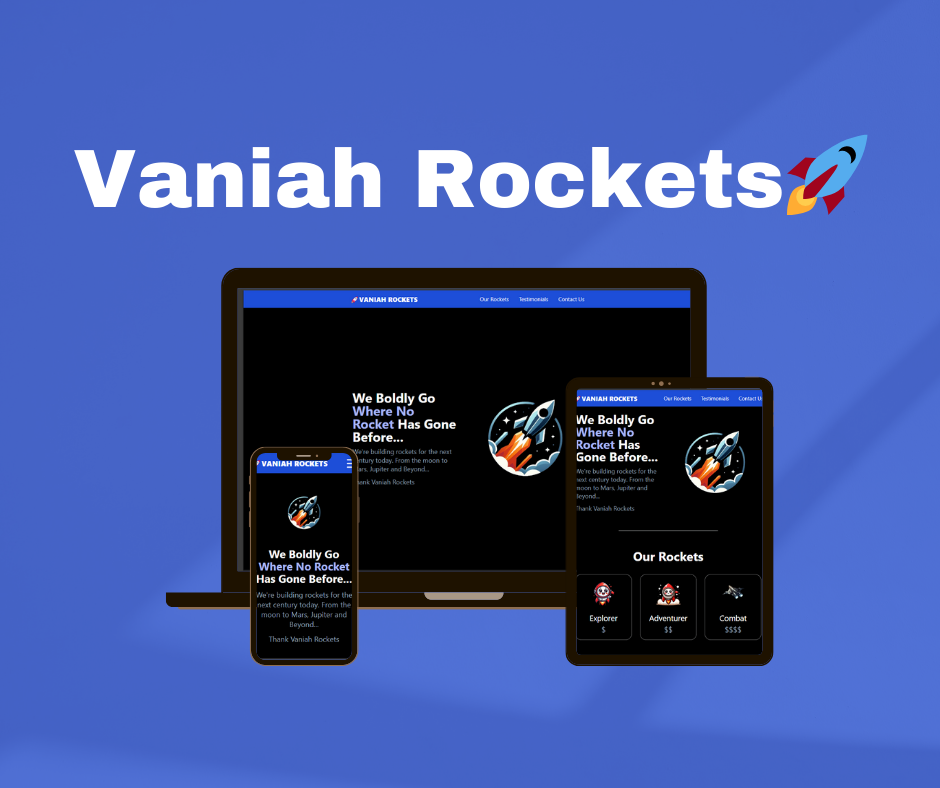 Vaniah Rockets🚀
🚀 VANIAH ROCKETS
Our Rockets
Testimonials
Contact Us
We Boldly Go
Where No
Rocket Has Gone
Before...
We're building rockets for the next
century today. From the moon to
Mars, Jupiter and Beyond...
Thank Vaniah Rockets
VANIAH ROCKETS
We Boldly Go
Where No Rocket
Has Gone Before...
We're building rockets for the
next century today. From the
moon to Mars, Jupiter and
Beyond...
Thank Vaniah Rockets
VANIAH ROCKETS
Our Rockets
Testimonials
Contact U
We Boldly Go
Where No
Rocket Has
Gone Before...
We're building rockets for the
next century today. From the
moon to Mars, Jupiter and
Beyond...
Thank Vaniah Rockets
Our Rockets
Explorer
$
Adventurer
$$
Combat
$$$$